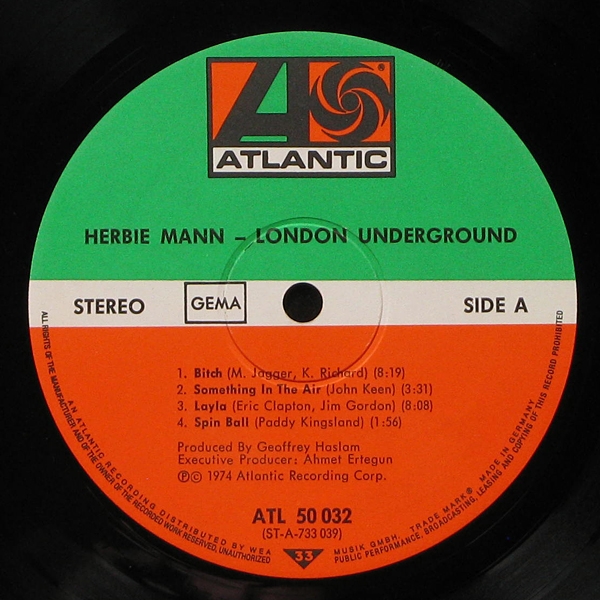 ATLANTIC ®
HERBIE MANN – LONDON UNDERGROUND
STEREO GEMA SIDE A
1. Bitch (M. Jagger, K. Richard) (8:19)
2. Something In The Air (John Keen) (3:31)
3. Layla (Eric Clapton, Jim Gordon) (8:08)
4. Spin Ball (Paddy Kingsland) (1:56)
Produced By Geoffrey Haslam
Executive Producer: Ahmet Ertegun
℗© 1974 Atlantic Recording Corp.
ATL 50 032
(ST-A-733 039)
33
AN ATLANTIC RECORDING DISTRIBUTED BY WEA MUSIK GMBH. TRADE MARK® MADE IN GERMANY
ALL RIGHTS OF THE MANUFACTURER AND OF THE OWNER OF THE RECORDED WORK RESERVED, UNAUTHORIZED PUBLIC PERFORMANCE, BROADCASTING, LEASING AND COPYING OF THIS RECORD PROHIBITED